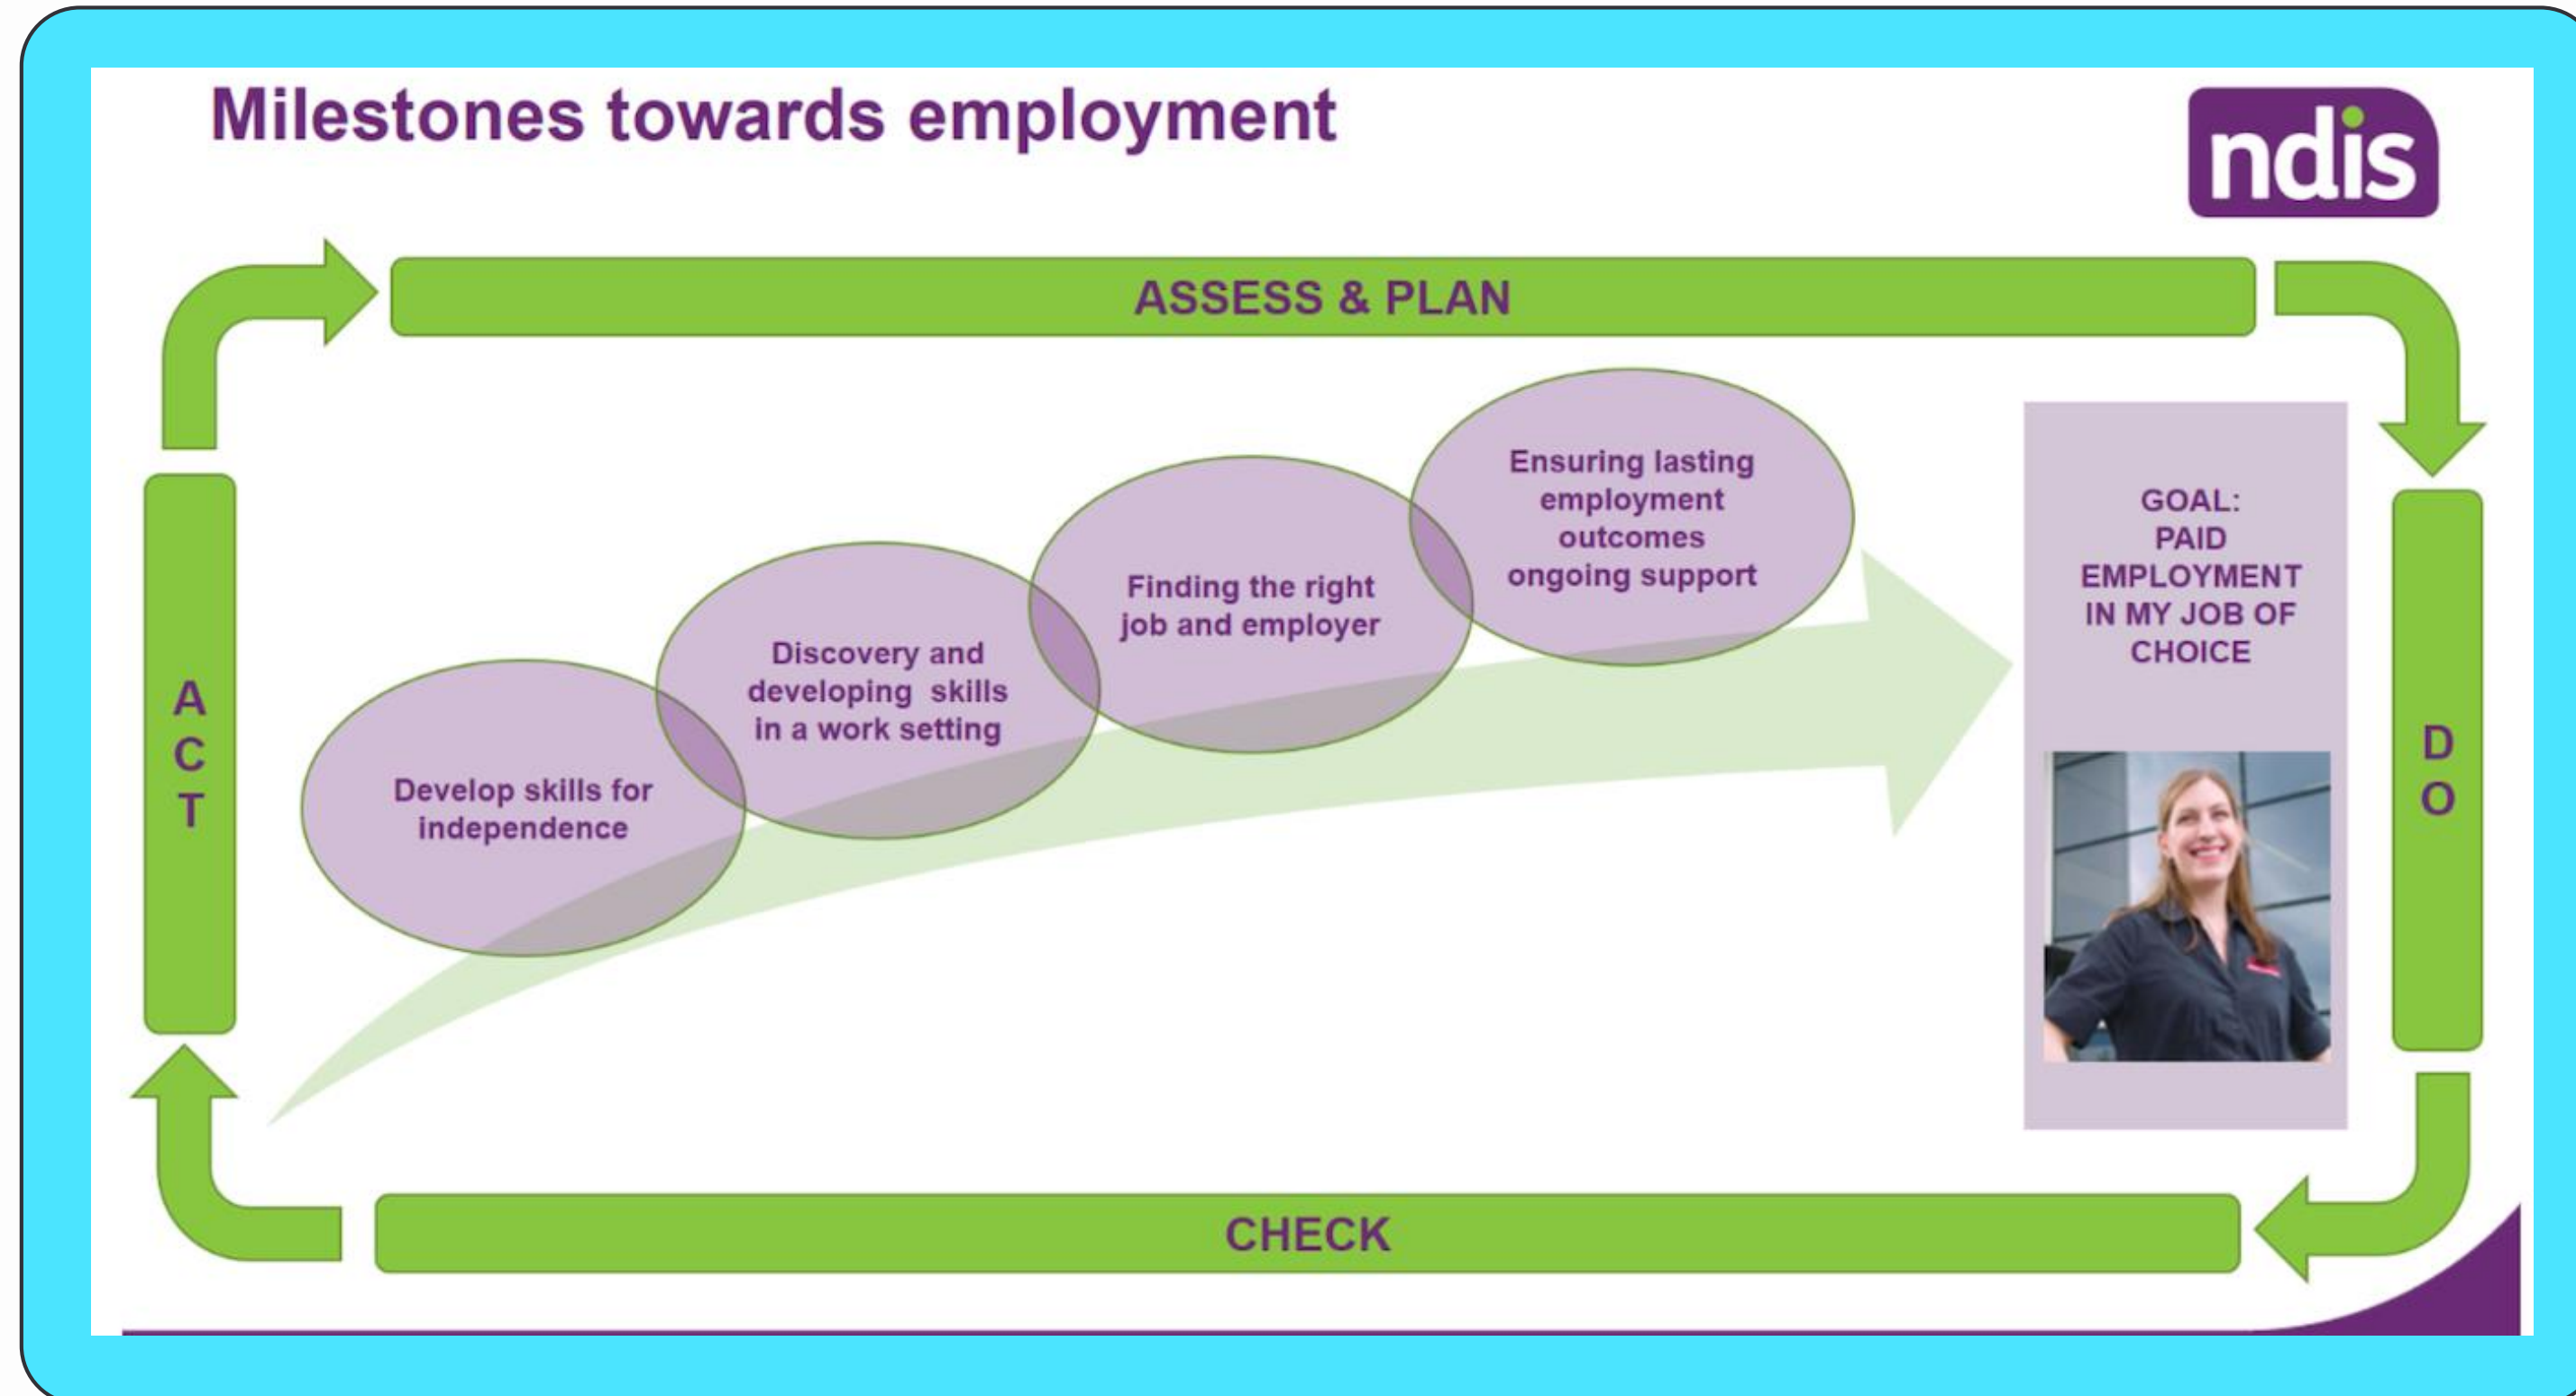 Milestones towards employment
ndis
ASSESS & PLAN
Ensuring lasting
employment
outcomes
ongoing support
Finding the right
job and employer
Discovery and
developing skills
in a work setting
Develop skills for
independence
GOAL:
PAID
EMPLOYMENT
IN MY JOB OF
CHOICE
A
C
T
D
O
CHECK